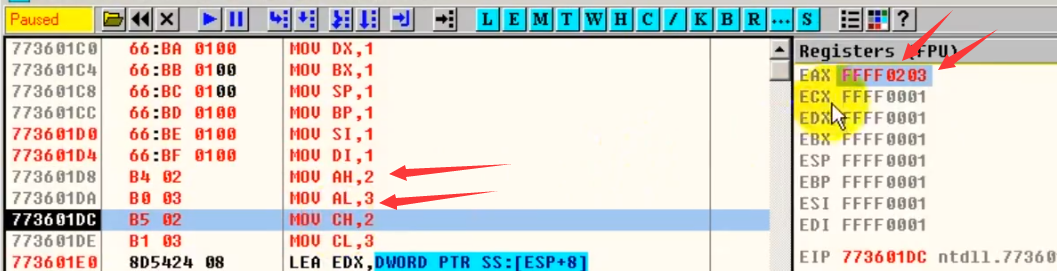 Paused L E M T W H C / K B R ... S ?
773601C0 66:BA 0100 MOV DX,1
773601C4 66:BB 0100 MOV BX,1
773601C8 66:BC 0100 MOV SP,1
773601CC 66:BD 0100 MOV BP,1
773601D0 66:BE 0100 MOV SI,1
773601D4 66:BF 0100 MOV DI,1
773601D8 B4 02 MOV AH,2
773601DA B0 03 MOV AL,3
773601DC B5 02 MOV CH,2
773601DE B1 03 MOV CL,3
773601E0 8D5424 08 LEA EDX,DWORD PTR SS:[ESP+8]
Registers (FPU)
EAX FFFF0203
ECX FFFF0001
EDX FFFF0001
EBX FFFF0001
ESP FFFF0001
EBP FFFF0001
ESI FFFF0001
EDI FFFF0001
EIP 773601DC ntdll.77360